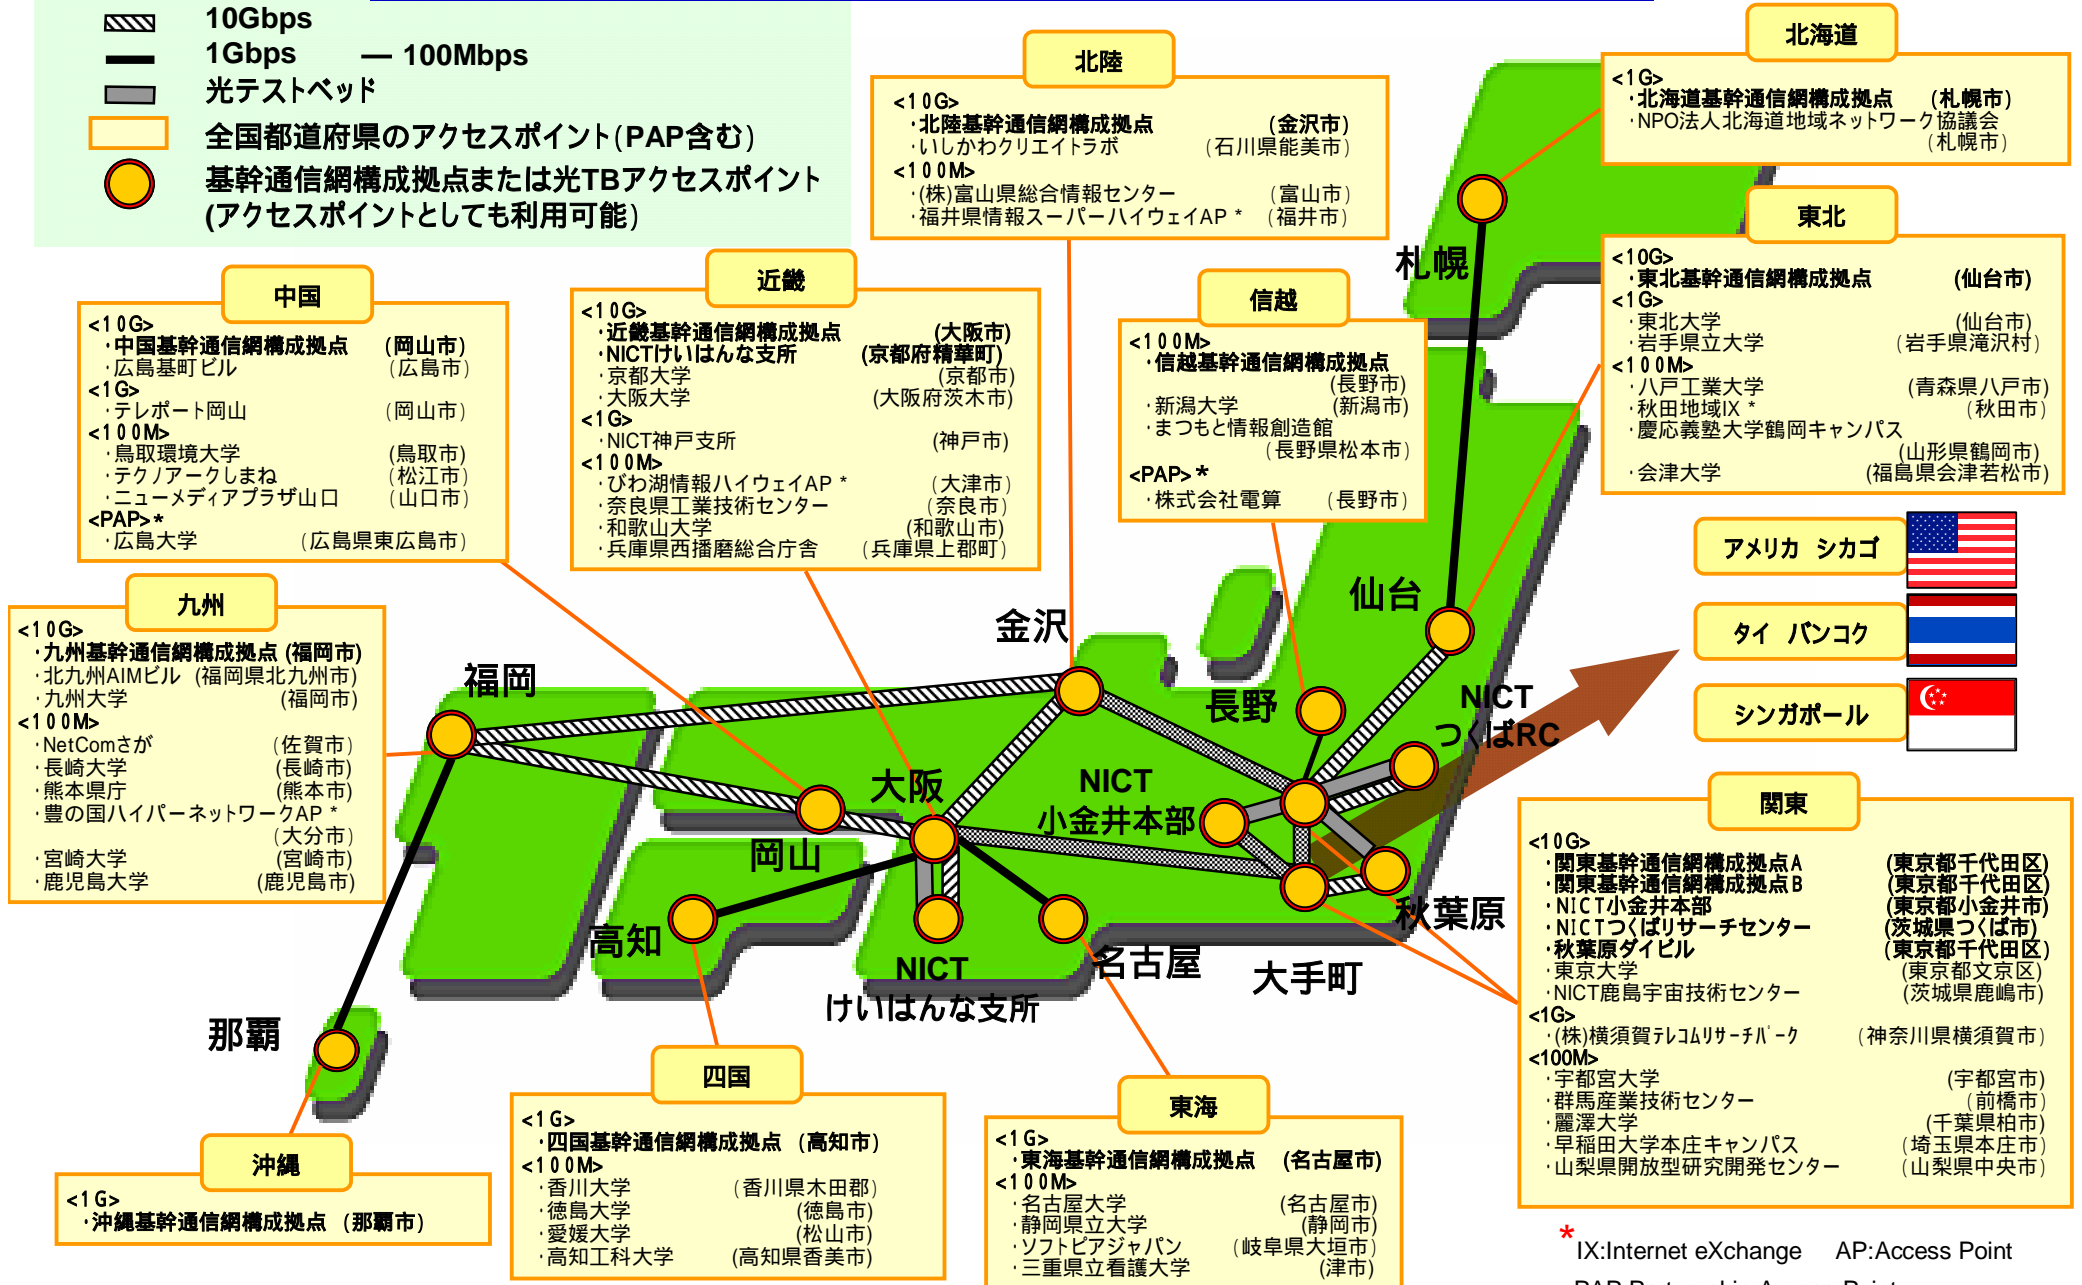 10Gbps
1Gbps — 100Mbps
光テストベッド
全国都道府県のアクセスポイント(PAP含む)
基幹通信網構成拠点または光TBアクセスポイント
(アクセスポイントとしても利用可能)
北陸
<10G>
・北陸基幹通信網構成拠点 (金沢市)
・いしかわクリエイトラボ (石川県能美市)
<100M>
・(株)富山県総合情報センター (富山市)
・福井県情報スーパーハイウェイAP * (福井市)
北海道
<1G>
・北海道基幹通信網構成拠点 (札幌市)
・NPO法人北海道地域ネットワーク協議会
(札幌市)
東北
<10G>
・東北基幹通信網構成拠点 (仙台市)
<1G>
・東北大学 (仙台市)
・岩手県立大学 (岩手県滝沢村)
<100M>
・八戸工業大学 (青森県八戸市)
・秋田地域IX * (秋田市)
・慶応義塾大学鶴岡キャンパス
(山形県鶴岡市)
・会津大学 (福島県会津若松市)
中国
<10G>
・中国基幹通信網構成拠点 (岡山市)
・広島基町ビル (広島市)
<1G>
・テレポート岡山 (岡山市)
<100M>
・鳥取環境大学 (鳥取市)
・テクノアークしまね (松江市)
・ニューメディアプラザ山口 (山口市)
<PAP>*
・広島大学 (広島県東広島市)
近畿
<10G>
・近畿基幹通信網構成拠点 (大阪市)
・NICTけいはんな支所 (京都府精華町)
・京都大学 (京都市)
・大阪大学 (大阪府茨木市)
<1G>
・NICT神戸支所 (神戸市)
<100M>
・びわ湖情報ハイウェイAP * (大津市)
・奈良県工業技術センター (奈良市)
・和歌山大学 (和歌山市)
・兵庫県西播磨総合庁舎 (兵庫県上郡町)
信越
<100M>
・信越基幹通信網構成拠点
(長野市)
・新潟大学 (新潟市)
・まつもと情報創造館
(長野県松本市)
<PAP>*
・株式会社電算 (長野市)
アメリカ シカゴ
タイ バンコク
シンガポール
九州
<10G>
・九州基幹通信網構成拠点 (福岡市)
・北九州AIMビル (福岡県北九州市)
・九州大学 (福岡市)
<100M>
・NetComさが (佐賀市)
・長崎大学 (長崎市)
・熊本県庁 (熊本市)
・豊の国ハイパーネットワークAP *
(大分市)
・宮崎大学 (宮崎市)
・鹿児島大学 (鹿児島市)
札幌
仙台
金沢
福岡
長野
NICT
つくばRC
大阪
NICT
小金井本部
岡山
高知
秋葉原
NICT
けいはんな支所
名古屋
大手町
那覇
関東
<10G>
・関東基幹通信網構成拠点A (東京都千代田区)
・関東基幹通信網構成拠点B (東京都千代田区)
・NICT小金井本部 (東京都小金井市)
・NICTつくばリサーチセンター (茨城県つくば市)
・秋葉原ダイビル (東京都千代田区)
・東京大学 (東京都文京区)
・NICT鹿島宇宙技術センター (茨城県鹿嶋市)
<1G>
・(株)横須賀テレコムリサーチパーク (神奈川県横須賀市)
<100M>
・宇都宮大学 (宇都宮市)
・群馬産業技術センター (前橋市)
・麗澤大学 (千葉県柏市)
・早稲田大学本庄キャンパス (埼玉県本庄市)
・山梨県開放型研究開発センター (山梨県中央市)
沖縄
<1G>
・沖縄基幹通信網構成拠点 (那覇市)
四国
<1G>
・四国基幹通信網構成拠点 (高知市)
<100M>
・香川大学 (香川県木田郡)
・徳島大学 (徳島市)
・愛媛大学 (松山市)
・高知工科大学 (高知県香美市)
東海
<1G>
・東海基幹通信網構成拠点 (名古屋市)
<100M>
・名古屋大学 (名古屋市)
・静岡県立大学 (静岡市)
・ソフトピアジャパン (岐阜県大垣市)
・三重県立看護大学 (津市)
*IX:Internet eXchange AP:Access Point